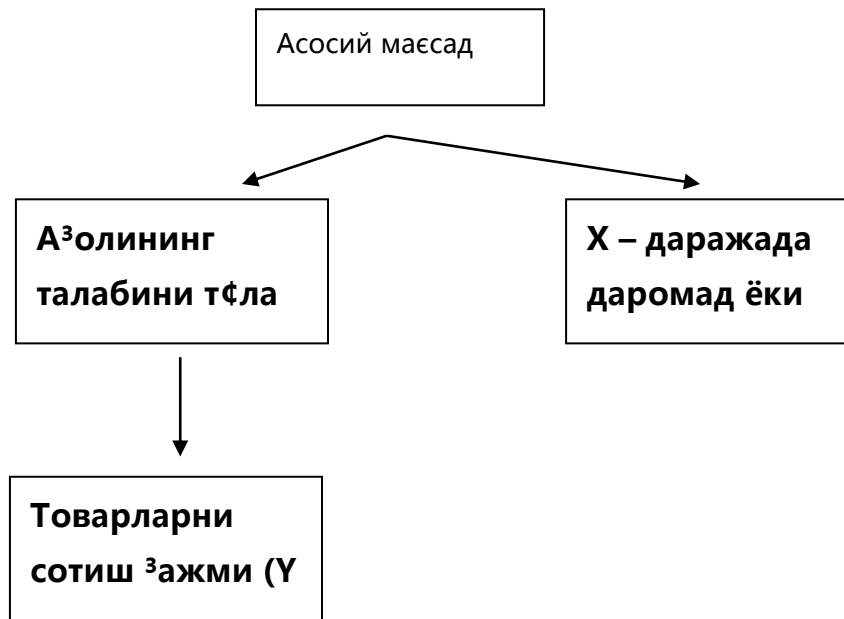 Асосий маєсад
А³олининг
талабини т¢ла
Х – даражада
даромад ёки
Товарларни
сотиш ³ажми (Y